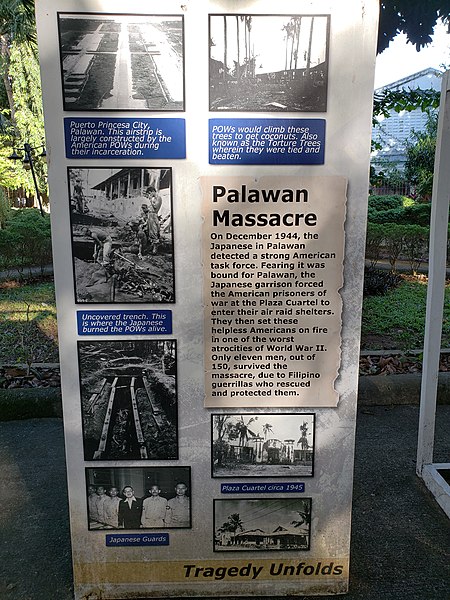 Puerto Princesa City,
Palawan. This airstrip is
largely constructed by the
American POWs during
their incarceration.
POWs would climb these
trees to get coconuts. Also
known as the Torture Trees
wherein they were tied and
beaten.
Palawan
Massacre
On December 1944, the
Japanese in Palawan
detected a strong American
task force. Fearing it was
bound for Palawan, the
Japanese garrison forced
the American prisoners of
war at the Plaza Cuartel to
enter their air raid shelters.
They then set these
helpless Americans on fire
in one of the worst
atrocities of World War II.
Only eleven men, out of
150, survived the
massacre, due to Filipino
guerrillas who rescued
and protected them.
Uncovered trench. This
is where the Japanese
burned the POWs alive.
Plaza Cuartel circa 1945
Japanese Guards
Tragedy Unfolds